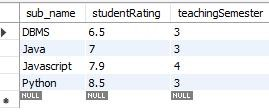 sub_name studentRating teachingSemester
DBMS 6.5 3
Java 7 3
Javascript 7.9 4
Python 8.5 3
NULL NULL NULL